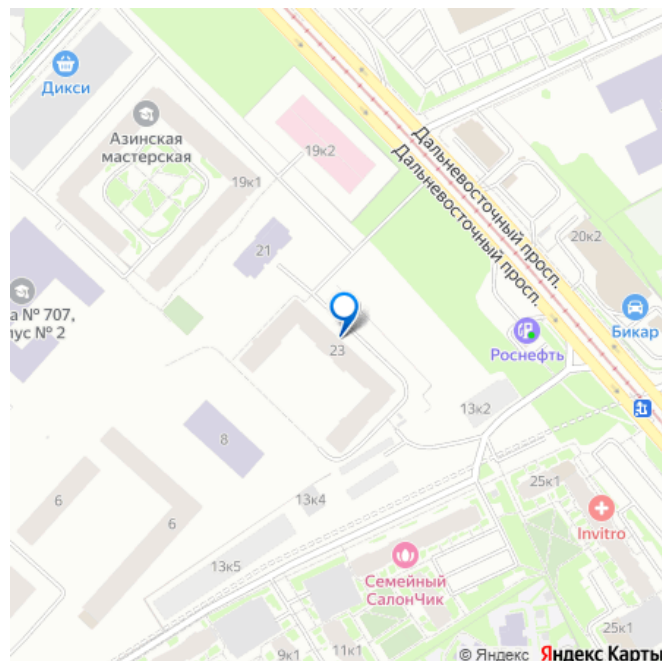 Дикси
Азинская
мастерская
19к2
Дальневосточный просп.
Дальневосточный просп.
19к1
20к2
21
а № 707,
пус № 2
Бикар
Роснефть
23
13к2
8
6
25к1
13к4
6
Invitro
13к5
Семейный
СалонЧик
25к1
11к1
9к1
© Яндекс Яндекс Карты